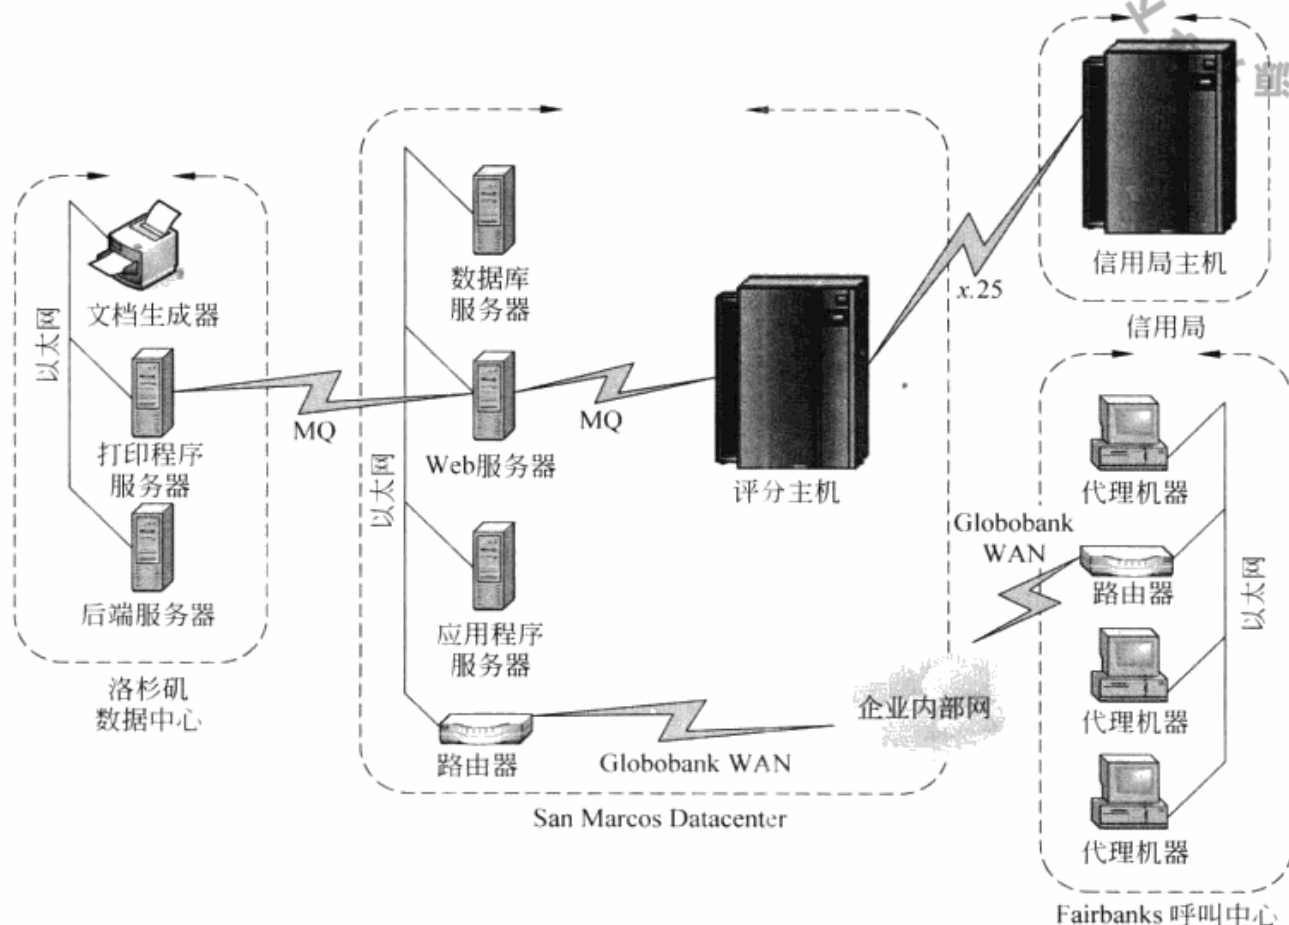 信用局主机
信用局
x.25
文档生成器
以太网
打印程序
服务器
后端服务器
洛杉矶
数据中心
MQ
数据库
服务器
Web服务器
以太网
应用程序
服务器
路由器
MQ
评分主机
Globobank WAN
企业内部网
San Marcos Datacenter
Globobank
WAN
代理机器
路由器
以太网
代理机器
代理机器
Fairbanks 呼叫中心